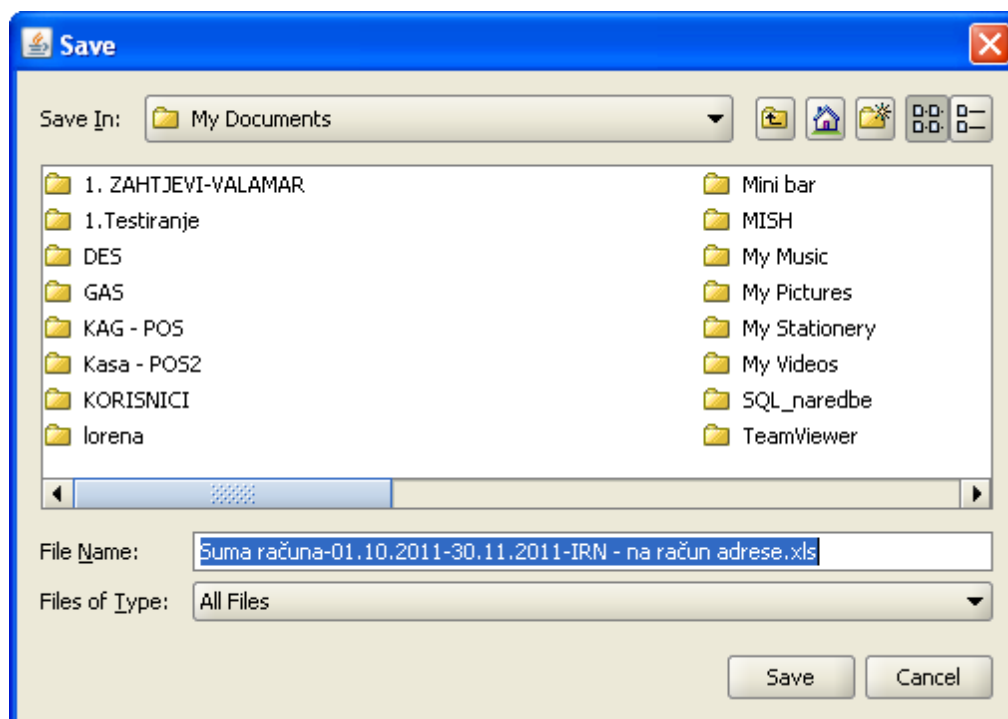 Save
Save In: My Documents
1. ZAHTJEVI-VALAMAR
1.Testiranje
DES
GAS
KAG - POS
Kasa - POS2
KORISNICI
lorena
Mini bar
MISH
My Music
My Pictures
My Stationery
My Videos
SQL_naredbe
TeamViewer
File Name: Suma računa-01.10.2011-30.11.2011-IRN - na račun adrese.xls
Files of Type: All Files
Save Cancel